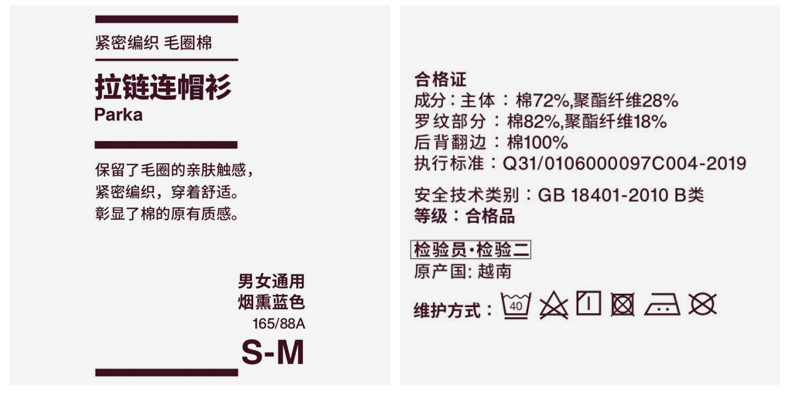 紧密编织 毛圈棉
拉链连帽衫
Parka
保留了毛圈的亲肤触感，
紧密编织，穿着舒适。
彰显了棉的原有质感。
男女通用
烟熏蓝色
165/88A
S-M
合格证
成分：主体：棉72%,聚酯纤维28%
罗纹部分：棉82%,聚酯纤维18%
后背翻边：棉100%
执行标准：Q31/0106000097C004-2019
安全技术类别：GB 18401-2010 B类
等级：合格品
检验员·检验二
原产国: 越南
维护方式：
40